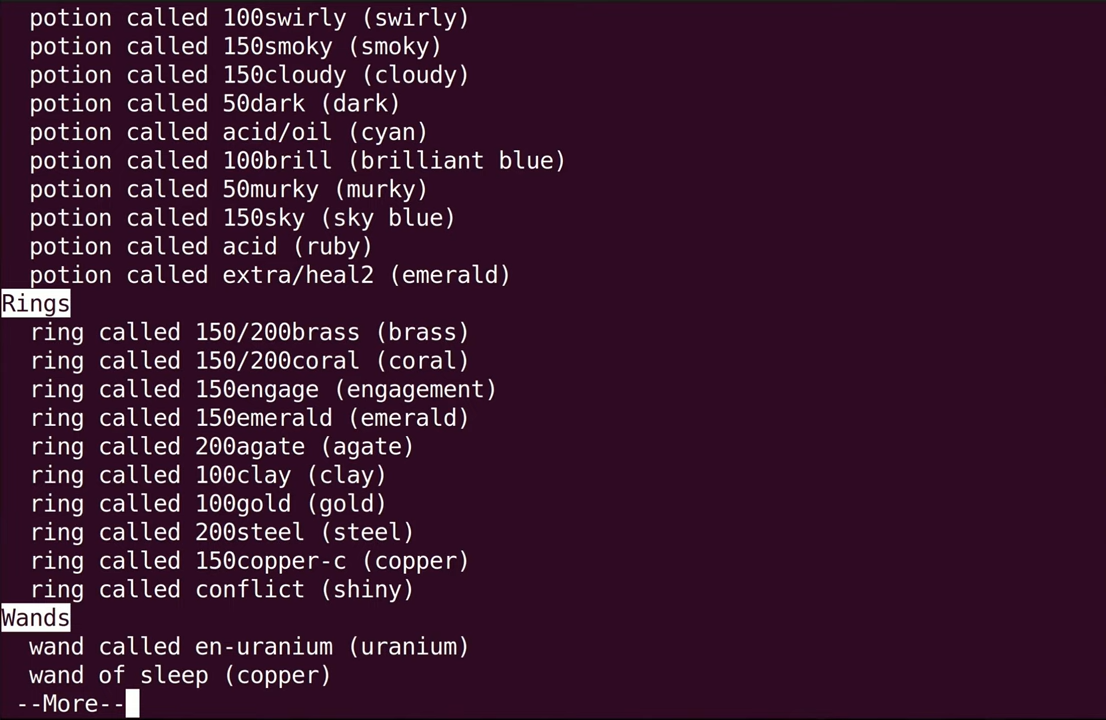 potion called 100swirly (swirly)
potion called 150smoky (smoky)
potion called 150cloudy (cloudy)
potion called 50dark (dark)
potion called acid/oil (cyan)
potion called 100brill (brilliant blue)
potion called 50murky (murky)
potion called 150sky (sky blue)
potion called acid (ruby)
potion called extra/heal2 (emerald)
Rings
ring called 150/200brass (brass)
ring called 150/200coral (coral)
ring called 150engage (engagement)
ring called 150emerald (emerald)
ring called 200agate (agate)
ring called 100clay (clay)
ring called 100gold (gold)
ring called 200steel (steel)
ring called 150copper-c (copper)
ring called conflict (shiny)
Wands
wand called en-uranium (uranium)
wand of sleep (copper)
--More--